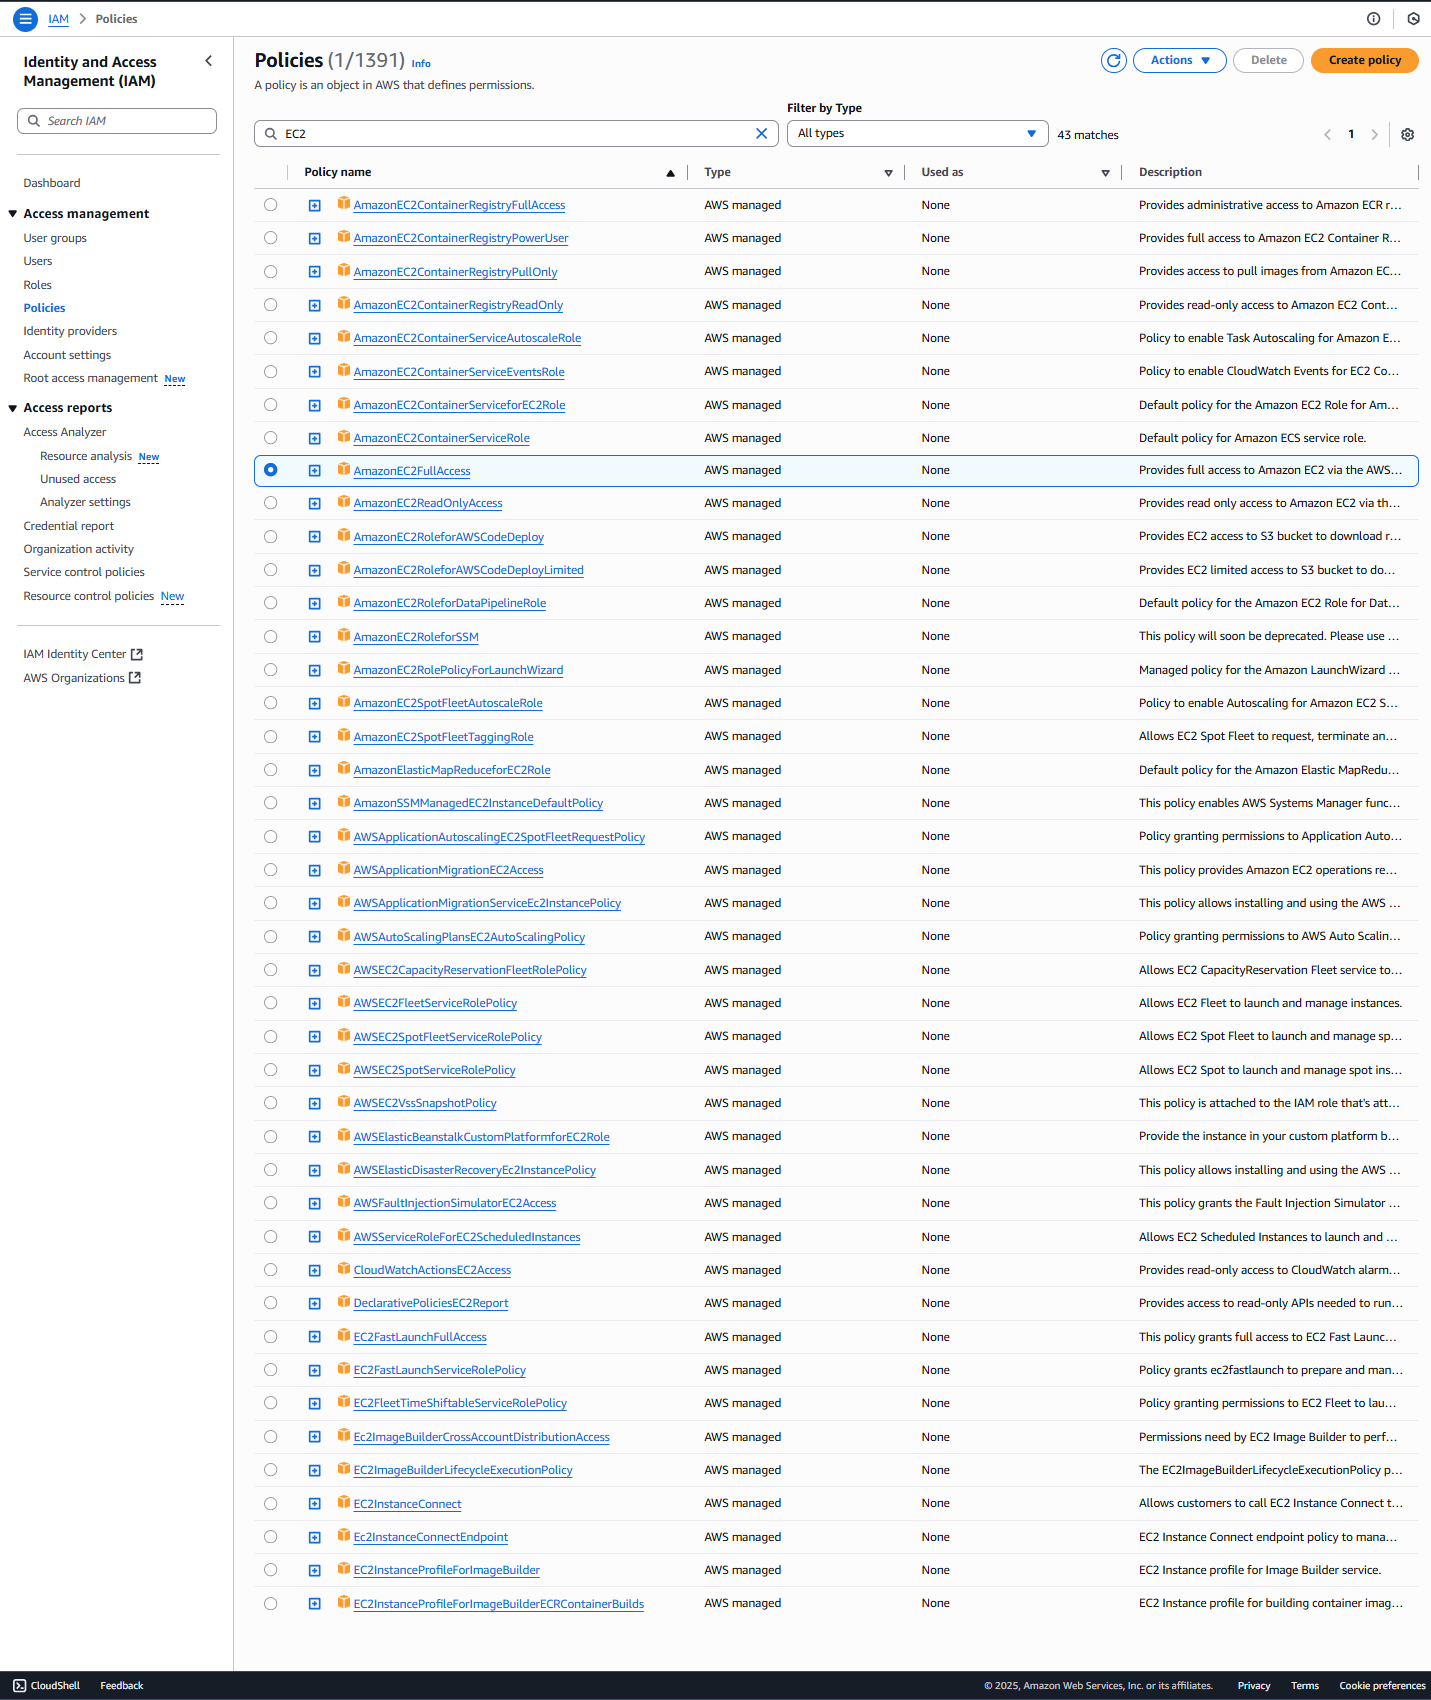 IAM > Policies
Identity and Access
Management (IAM)
Search IAM
Dashboard
Access management
User groups
Users
Roles
Policies
Identity providers
Account settings
Root access management New
Access reports
Access Analyzer
Resource analysis New
Unused access
Analyzer settings
Credential report
Organization activity
Service control policies
Resource control policies New
IAM Identity Center
AWS Organizations
Policies (1/1391) Info
A policy is an object in AWS that defines permissions.
Actions Delete Create policy
Filter by Type
EC2 All types 43 matches 1
Policy name Type Used as Description
AmazonEC2ContainerRegistryFullAccess AWS managed None Provides administrative access to Amazon ECR r...
AmazonEC2ContainerRegistryPowerUser AWS managed None Provides full access to Amazon EC2 Container R...
AmazonEC2ContainerRegistryPullOnly AWS managed None Provides access to pull images from Amazon EC...
AmazonEC2ContainerRegistryReadOnly AWS managed None Provides read-only access to Amazon EC2 Cont...
AmazonEC2ContainerServiceAutoscaleRole AWS managed None Policy to enable Task Autoscaling for Amazon E...
AmazonEC2ContainerServiceEventsRole AWS managed None Policy to enable CloudWatch Events for EC2 Co...
AmazonEC2ContainerServiceforEC2Role AWS managed None Default policy for the Amazon EC2 Role for Am...
AmazonEC2ContainerServiceRole AWS managed None Default policy for Amazon ECS service role.
AmazonEC2FullAccess AWS managed None Provides full access to Amazon EC2 via the AWS...
AmazonEC2ReadOnlyAccess AWS managed None Provides read only access to Amazon EC2 via th...
AmazonEC2RoleforAWSCodeDeploy AWS managed None Provides EC2 access to S3 bucket to download r...
AmazonEC2RoleforAWSCodeDeployLimited AWS managed None Provides EC2 limited access to S3 bucket to do...
AmazonEC2RoleforDataPipelineRole AWS managed None Default policy for the Amazon EC2 Role for Dat...
AmazonEC2RoleforSSM AWS managed None This policy will soon be deprecated. Please use ...
AmazonEC2RolePolicyForLaunchWizard AWS managed None Managed policy for the Amazon LaunchWizard ...
AmazonEC2SpotFleetAutoscaleRole AWS managed None Policy to enable Autoscaling for Amazon EC2 S...
AmazonEC2SpotFleetTaggingRole AWS managed None Allows EC2 Spot Fleet to request, terminate an...
AmazonElasticMapReduceforEC2Role AWS managed None Default policy for the Amazon Elastic MapRedu...
AmazonSSMManagedEC2InstanceDefaultPolicy AWS managed None This policy enables AWS Systems Manager func...
AWSApplicationAutoscalingEC2SpotFleetRequestPolicy AWS managed None Policy granting permissions to Application Auto...
AWSApplicationMigrationEC2Access AWS managed None This policy provides Amazon EC2 operations re...
AWSApplicationMigrationServiceEc2InstancePolicy AWS managed None This policy allows installing and using the AWS ...
AWSAutoScalingPlansEC2AutoScalingPolicy AWS managed None Policy granting permissions to AWS Auto Scalin...
AWSEC2CapacityReservationFleetRolePolicy AWS managed None Allows EC2 CapacityReservation Fleet service to...
AWSEC2FleetServiceRolePolicy AWS managed None Allows EC2 Fleet to launch and manage instances.
AWSEC2SpotFleetServiceRolePolicy AWS managed None Allows EC2 Spot Fleet to launch and manage sp...
AWSEC2SpotServiceRolePolicy AWS managed None Allows EC2 Spot to launch and manage spot ins...
AWSEC2VssSnapshotPolicy AWS managed None This policy is attached to the IAM role that's att...
AWSElasticBeanstalkCustomPlatformforEC2Role AWS managed None Provide the instance in your custom platform b...
AWSElasticDisasterRecoveryEc2InstancePolicy AWS managed None This policy allows installing and using the AWS ...
AWSFaultInjectionSimulatorEC2Access AWS managed None This policy grants the Fault Injection Simulator ...
AWSServiceRoleForEC2ScheduledInstances AWS managed None Allows EC2 Scheduled Instances to launch and ...
CloudWatchActionsEC2Access AWS managed None Provides read-only access to CloudWatch alarm...
DeclarativePoliciesEC2Report AWS managed None Provides access to read-only APIs needed to run...
EC2FastLaunchFullAccess AWS managed None This policy grants full access to EC2 Fast Launc...
EC2FastLaunchServiceRolePolicy AWS managed None Policy grants ec2fastlaunch to prepare and man...
EC2FleetTimeShiftableServiceRolePolicy AWS managed None Policy granting permissions to EC2 Fleet to lau...
Ec2ImageBuilderCrossAccountDistributionAccess AWS managed None Permissions need by EC2 Image Builder to perf...
EC2ImageBuilderLifecycleExecutionPolicy AWS managed None The EC2ImageBuilderLifecycleExecutionPolicy p...
EC2InstanceConnect AWS managed None Allows customers to call EC2 Instance Connect t...
Ec2InstanceConnectEndpoint AWS managed None EC2 Instance Connect endpoint policy to mana...
EC2InstanceProfileForImageBuilder AWS managed None EC2 Instance profile for Image Builder service.
EC2InstanceProfileForImageBuilderECRContainerBuilds AWS managed None EC2 Instance profile for building container imag...
CloudShell Feedback © 2025, Amazon Web Services, Inc. or its affiliates. Privacy Terms Cookie preferences